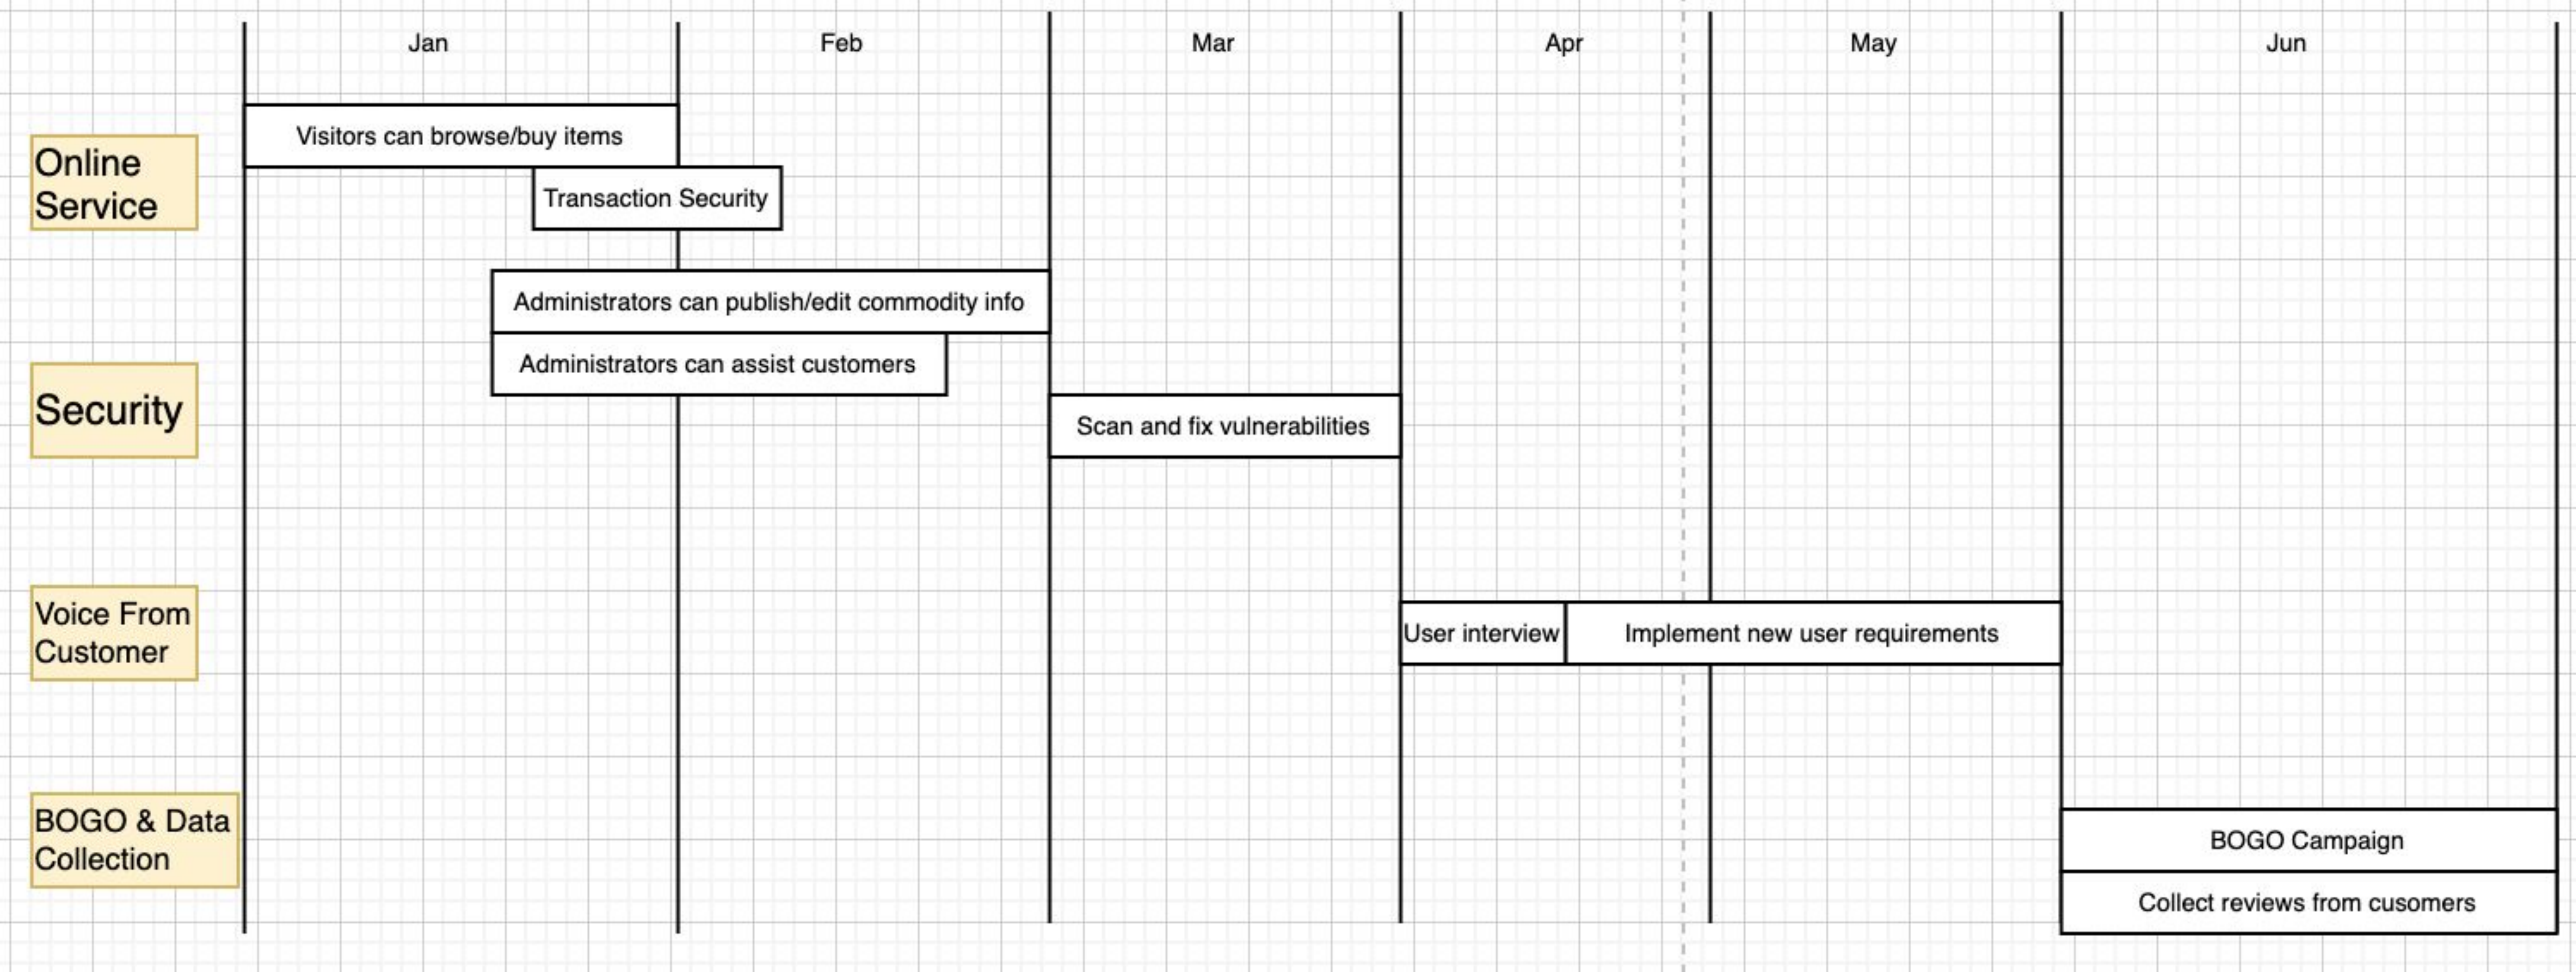 Jan
Feb
Mar
Apr
May
Jun
Online
Service
Visitors can browse/buy items
Transaction Security
Administrators can publish/edit commodity info
Administrators can assist customers
Security
Scan and fix vulnerabilities
Voice From
Customer
User interview
Implement new user requirements
BOGO & Data
Collection
BOGO Campaign
Collect reviews from cusomers